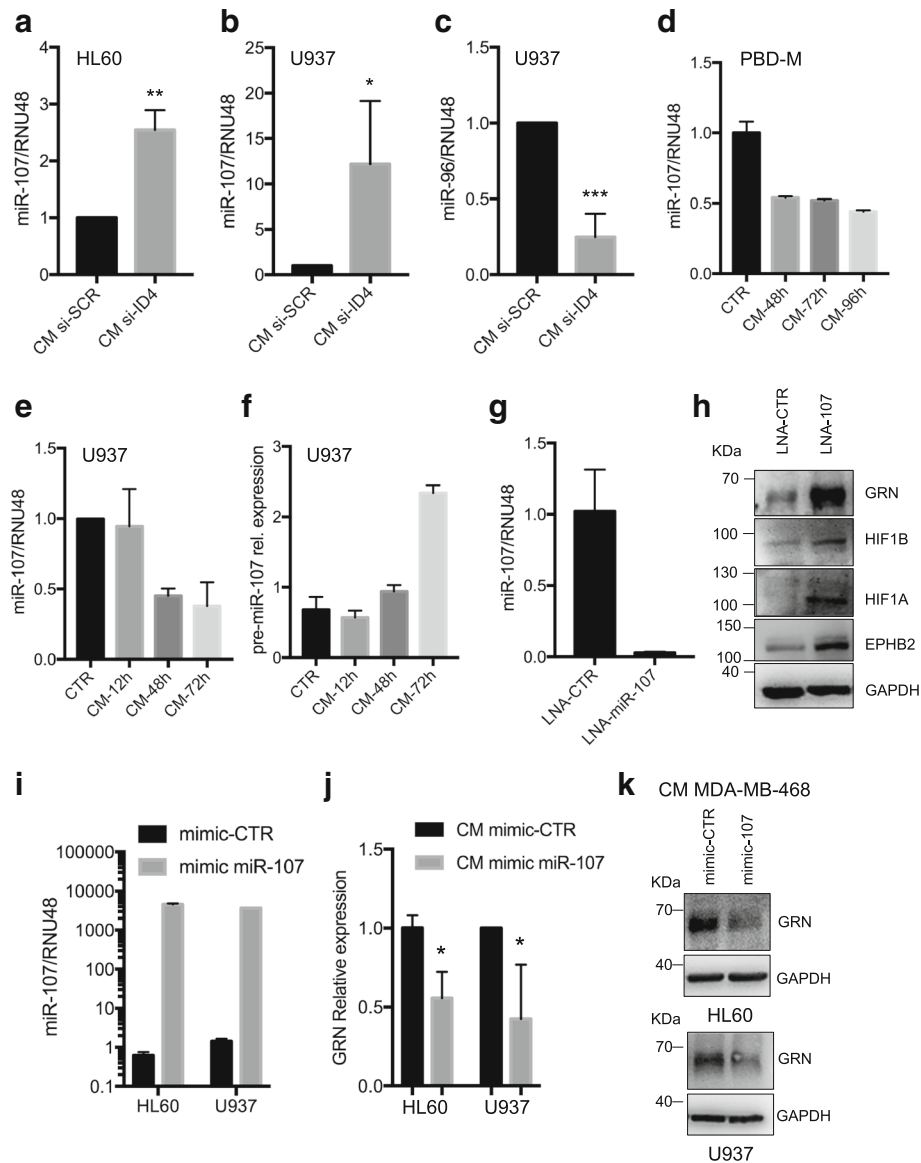 a
HL60
miR-107/RNU48
4
3
2
1
0
**
CM si-SCR
CM si-ID4
b
U937
miR-107/RNU48
25
20
15
10
5
0
*
CM si-SCR
CM si-ID4
c
U937
miR-96/RNU48
1.5
1.0
0.5
0.0
***
CM si-SCR
CM si-ID4
d
PBD-M
miR-107/RNU48
1.5
1.0
0.5
0.0
CTR
CM-48h
CM-72h
CM-96h
e
U937
miR-107/RNU48
1.5
1.0
0.5
0.0
CTR
CM-12h
CM-48h
CM-72h
f
U937
pre-miR-107 rel. expression
3
2
1
0
CTR
CM-12h
CM-48h
CM-72h
g
miR-107/RNU48
1.5
1.0
0.5
0.0
LNA-CTR
LNA-miR-107
h
LNA-CTR
LNA-107
KDa
70
GRN
100
HIF1B
130
100
HIF1A
150
100
EPHB2
40
GAPDH
i
mimic-CTR
mimic miR-107
miR-107/RNU48
100000
10000
1000
100
10
1
0.1
HL60
U937
j
CM mimic-CTR
CM mimic miR-107
GRN Relative expression
1.5
1.0
0.5
0.0
*
*
HL60
U937
k
CM MDA-MB-468
mimic-CTR
mimic-107
KDa
70
GRN
40
GAPDH
HL60
KDa
70
GRN
40
GAPDH
U937